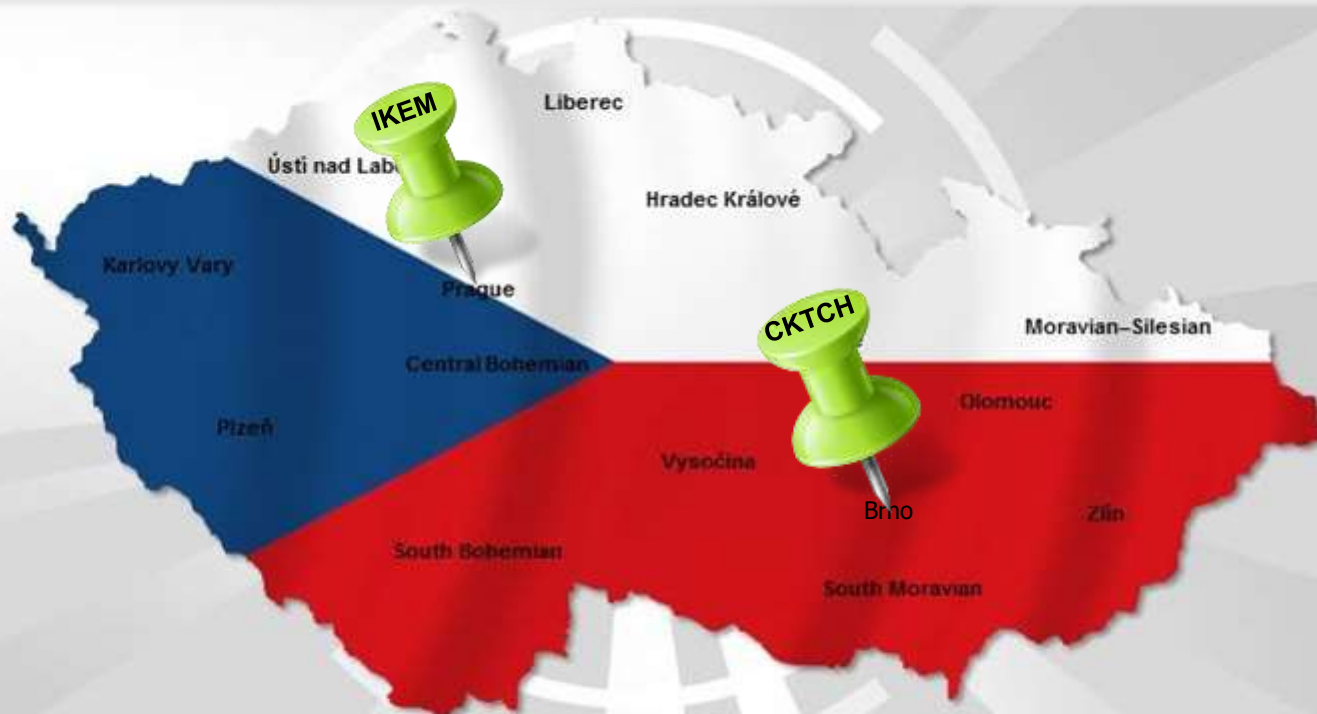 IKEM
Liberec
Ústi nad Labe
Hradec Králové
Karlovy Vary
Prague
CKTCH
Moravian–Silesian
Central Bohemian
Olomouc
Plzeň
Vysočina
Brno
Zlín
South Bohemian
South Moravian